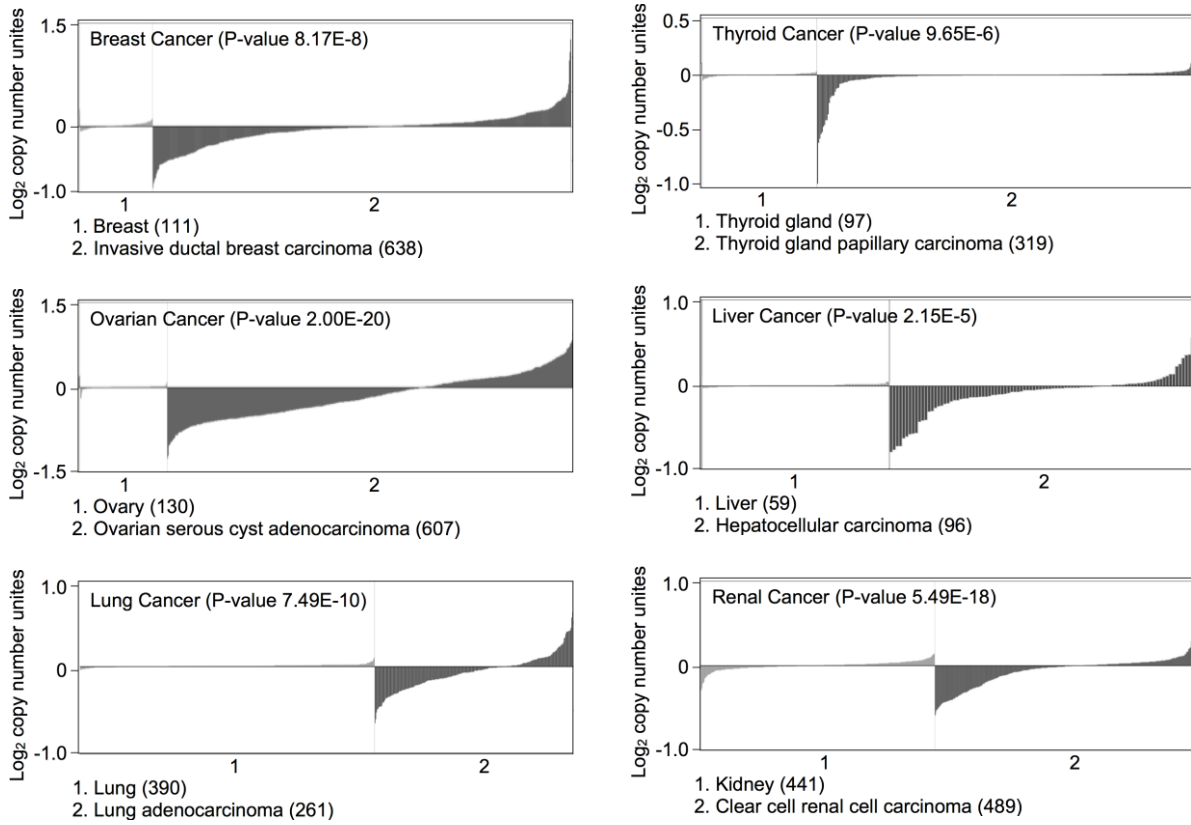 Log₂ copy number unites
1.5
0
-1.0
Breast Cancer (P-value 8.17E-8)
1 2
1. Breast (111)
2. Invasive ductal breast carcinoma (638)
Log₂ copy number unites
0.5
0
-0.5
-1.0
Thyroid Cancer (P-value 9.65E-6)
1 2
1. Thyroid gland (97)
2. Thyroid gland papillary carcinoma (319)
Log₂ copy number unites
1.5
0
-1.5
Ovarian Cancer (P-value 2.00E-20)
1 2
1. Ovary (130)
2. Ovarian serous cyst adenocarcinoma (607)
Log₂ copy number unites
1.0
0
-1.0
Liver Cancer (P-value 2.15E-5)
1 2
1. Liver (59)
2. Hepatocellular carcinoma (96)
Log₂ copy number unites
1.0
0
-1.0
Lung Cancer (P-value 7.49E-10)
1 2
1. Lung (390)
2. Lung adenocarcinoma (261)
Log₂ copy number unites
1.0
0
-1.0
Renal Cancer (P-value 5.49E-18)
1 2
1. Kidney (441)
2. Clear cell renal cell carcinoma (489)